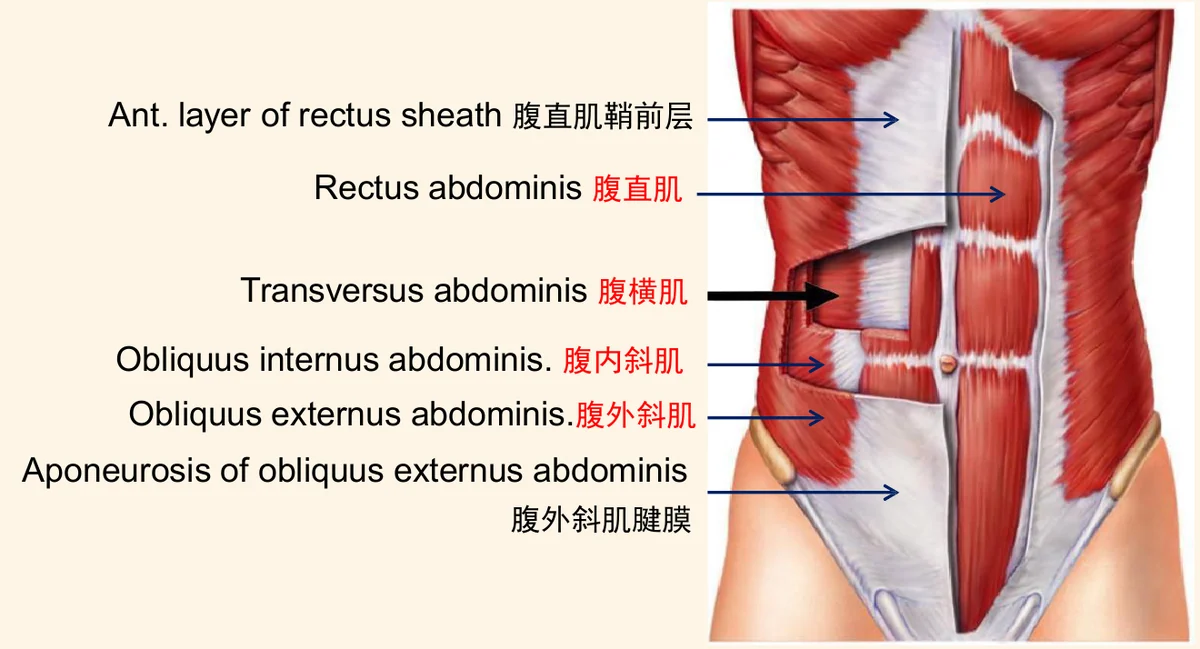 Ant. layer of rectus sheath 腹直肌鞘前层
Rectus abdominis 腹直肌
Transversus abdominis 腹横肌
Obliquus internus abdominis. 腹内斜肌
Obliquus externus abdominis.腹外斜肌
Aponeurosis of obliquus externus abdominis
腹外斜肌腱膜